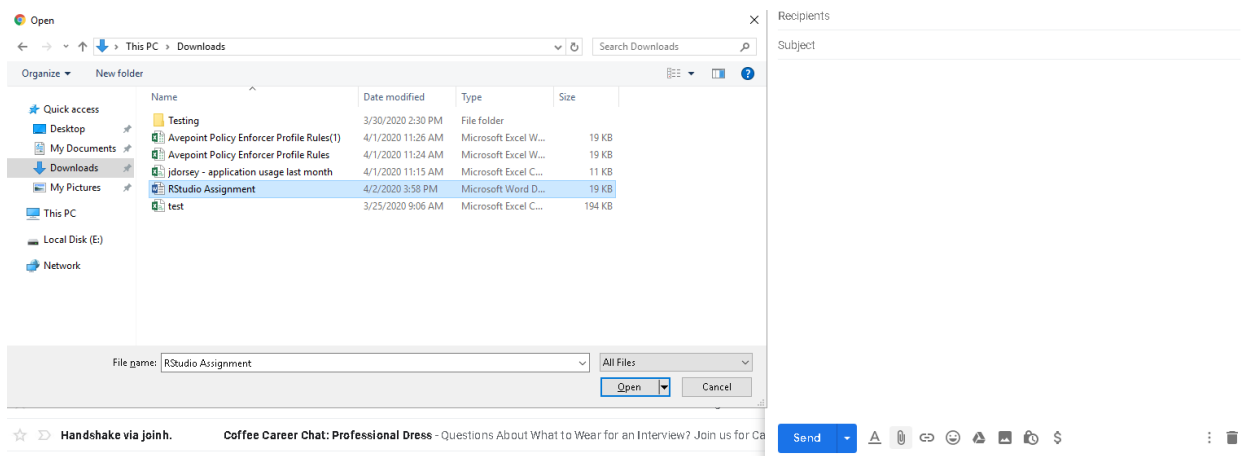 Open
This PC > Downloads
Search Downloads
Organize
New folder
Quick access
Desktop
My Documents
Downloads
My Pictures
This PC
Local Disk (E:)
Network
Name Date modified Type Size
Testing 3/30/2020 2:30 PM File folder
Avepoint Policy Enforcer Profile Rules(1) 4/1/2020 11:26 AM Microsoft Excel W... 19 KB
Avepoint Policy Enforcer Profile Rules 4/1/2020 11:24 AM Microsoft Excel W... 19 KB
jdorsey - application usage last month 4/1/2020 11:15 AM Microsoft Excel C... 11 KB
RStudio Assignment 4/2/2020 3:58 PM Microsoft Word D... 19 KB
test 3/25/2020 9:06 AM Microsoft Excel C... 194 KB
File name: RStudio Assignment
All Files
Open
Cancel
Handshake via joinh. Coffee Career Chat: Professional Dress - Questions About What to Wear for an Interview? Join us for Ca
Recipients
Subject
Send